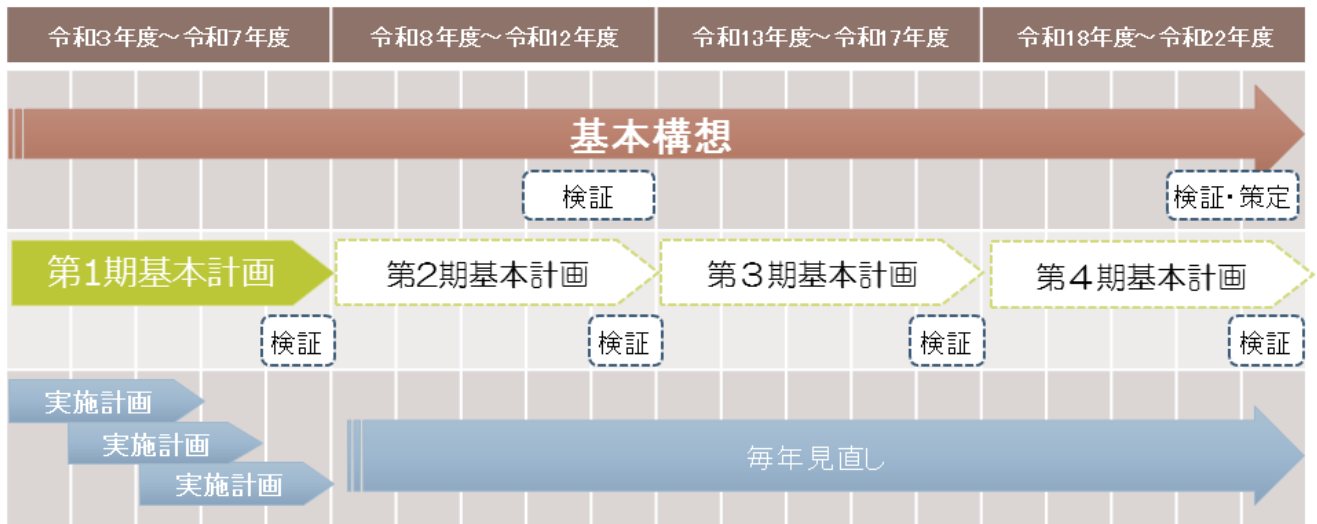 令和3年度～令和7年度
令和8年度～令和12年度
令和13年度～令和17年度
令和18年度～令和22年度
基本構想
検証
検証・策定
第1期基本計画
第2期基本計画
第３期基本計画
第４期基本計画
検証
検証
検証
検証
実施計画
実施計画
実施計画
毎年見直し